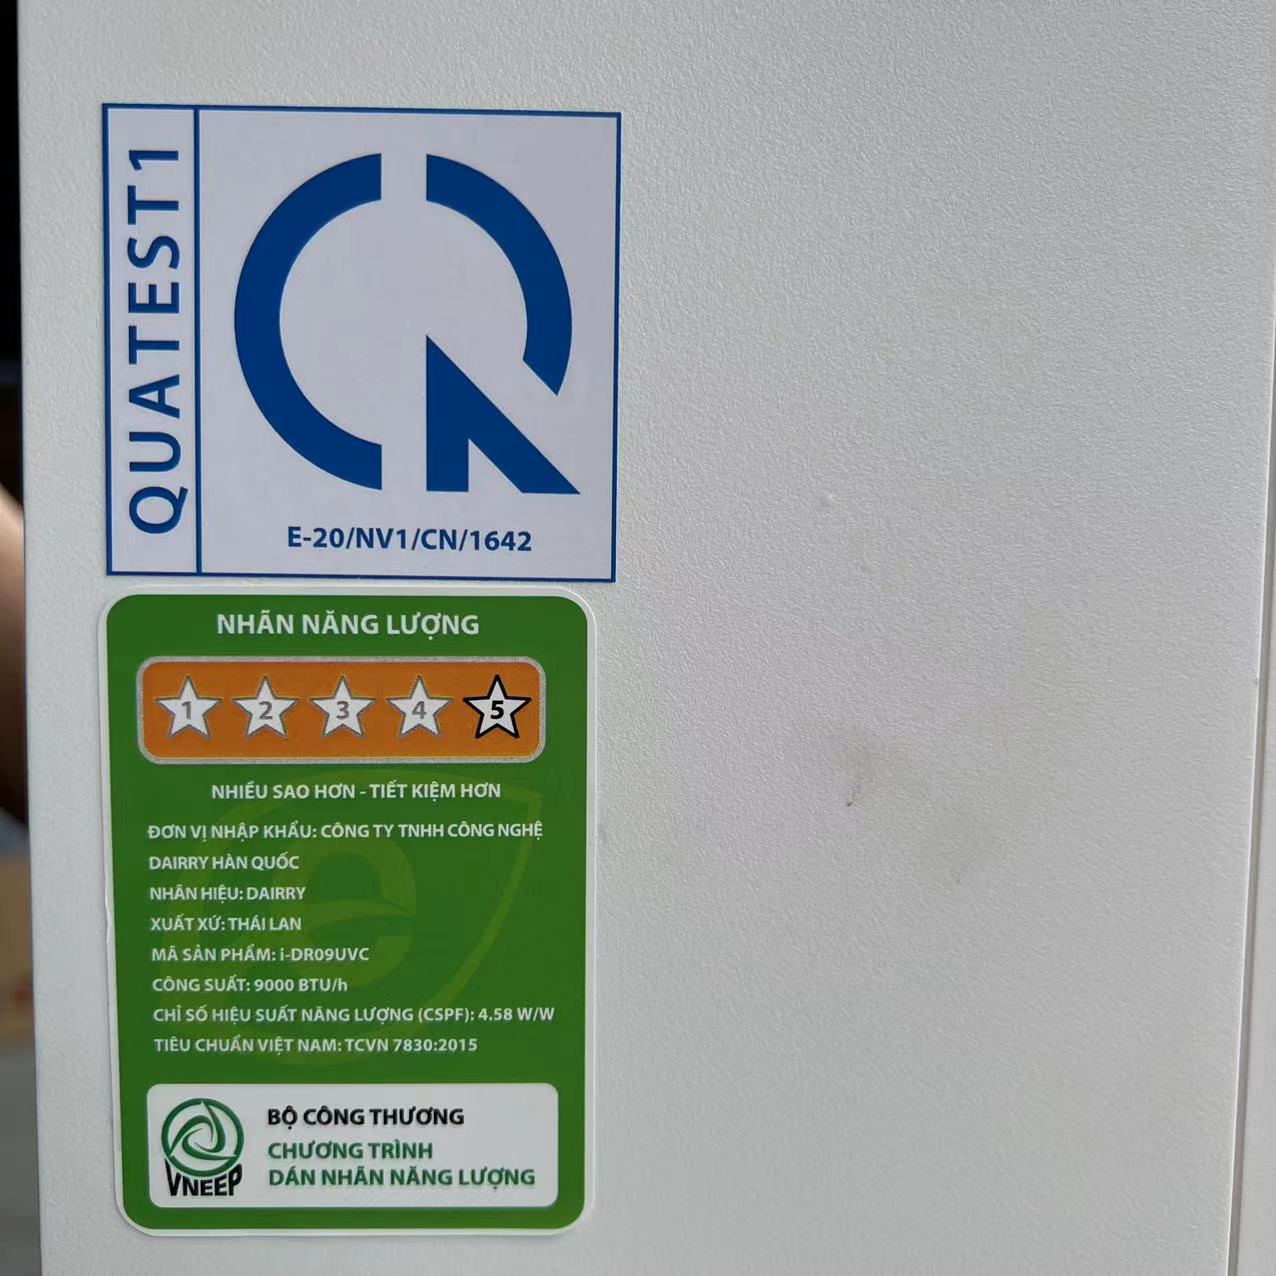 QUATEST1
E-20/NV1/CN/1642
NHÃN NĂNG LƯỢNG
1 2 3 4 5
NHIỀU SAO HƠN - TIẾT KIỆM HƠN
ĐƠN VỊ NHẬP KHẨU: CÔNG TY TNHH CÔNG NGHỆ
DAIRRY HÀN QUỐC
NHÃN HIỆU: DAIRRY
XUẤT XỨ: THÁI LAN
MÃ SẢN PHẨM: i-DR09UVC
CÔNG SUẤT: 9000 BTU/h
CHỈ SỐ HIỆU SUẤT NĂNG LƯỢNG (CSPF): 4.58 W/W
TIÊU CHUẨN VIỆT NAM: TCVN 7830:2015
BỘ CÔNG THƯƠNG
CHƯƠNG TRÌNH
DÁN NHÃN NĂNG LƯỢNG
VNEEP